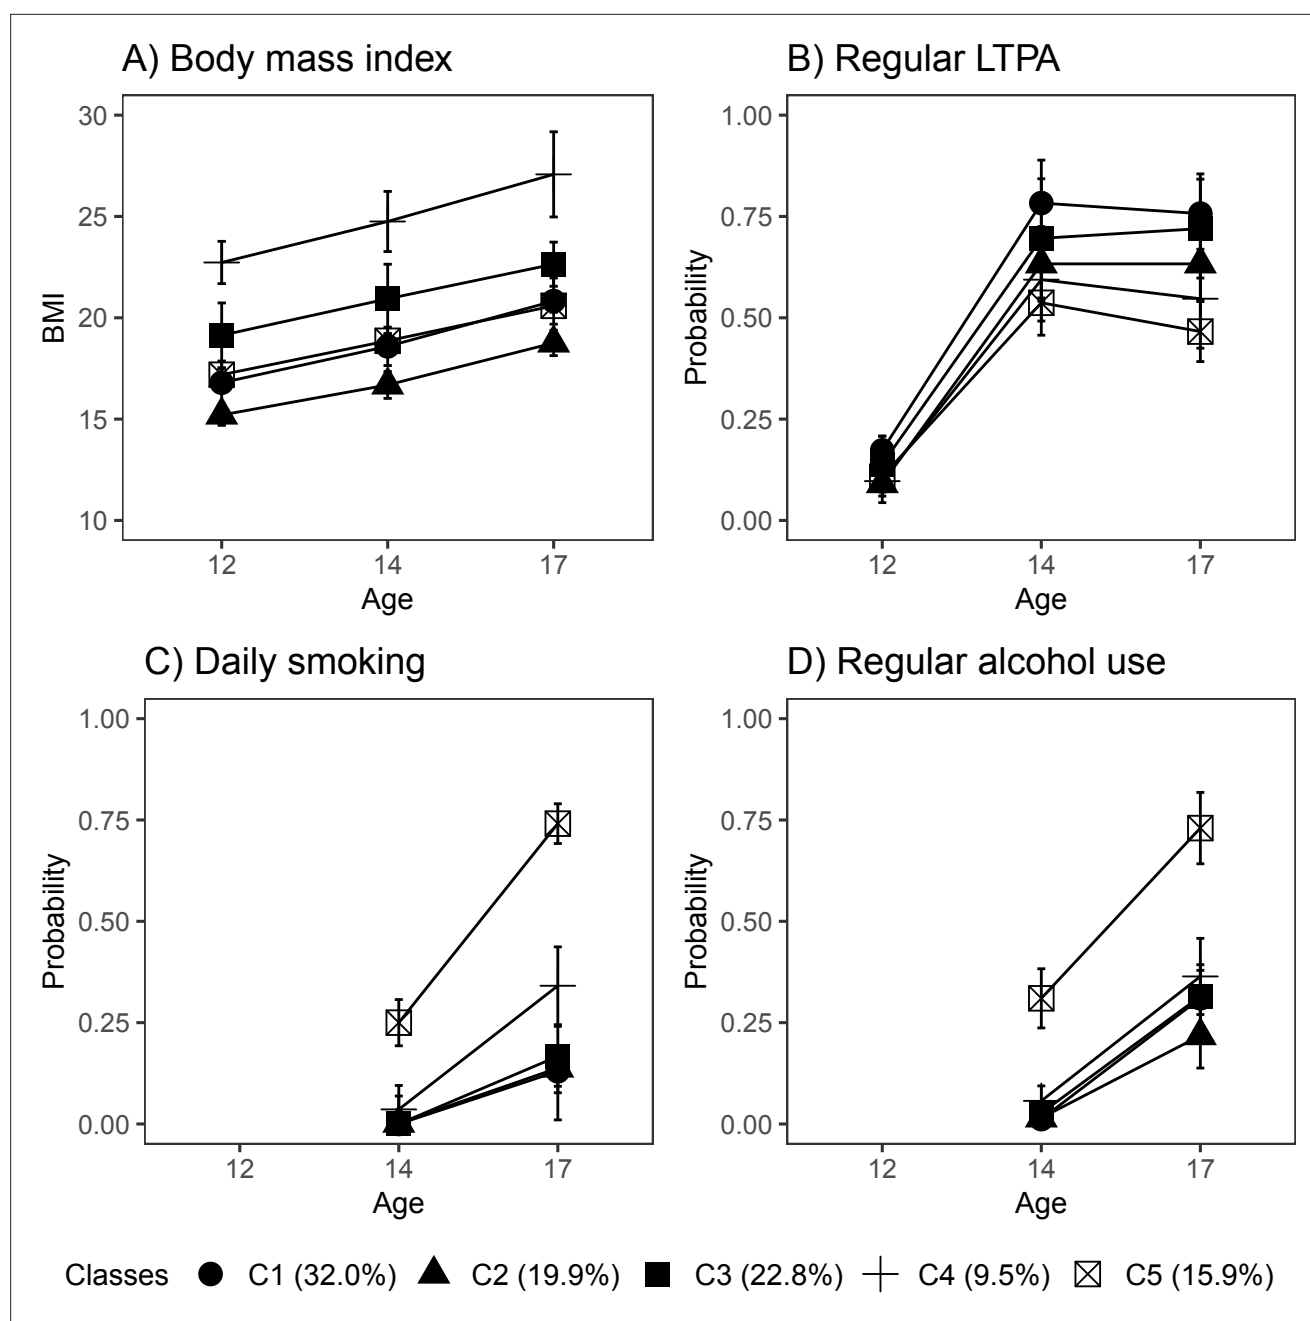 A) Body mass index
30
25
20
15
10
BMI
12 14 17
Age
B) Regular LTPA
1.00
0.75
0.50
0.25
0.00
Probability
12 14 17
Age
C) Daily smoking
1.00
0.75
0.50
0.25
0.00
Probability
12 14 17
Age
D) Regular alcohol use
1.00
0.75
0.50
0.25
0.00
Probability
12 14 17
Age
Classes C1 (32.0%) C2 (19.9%) C3 (22.8%) C4 (9.5%) C5 (15.9%)